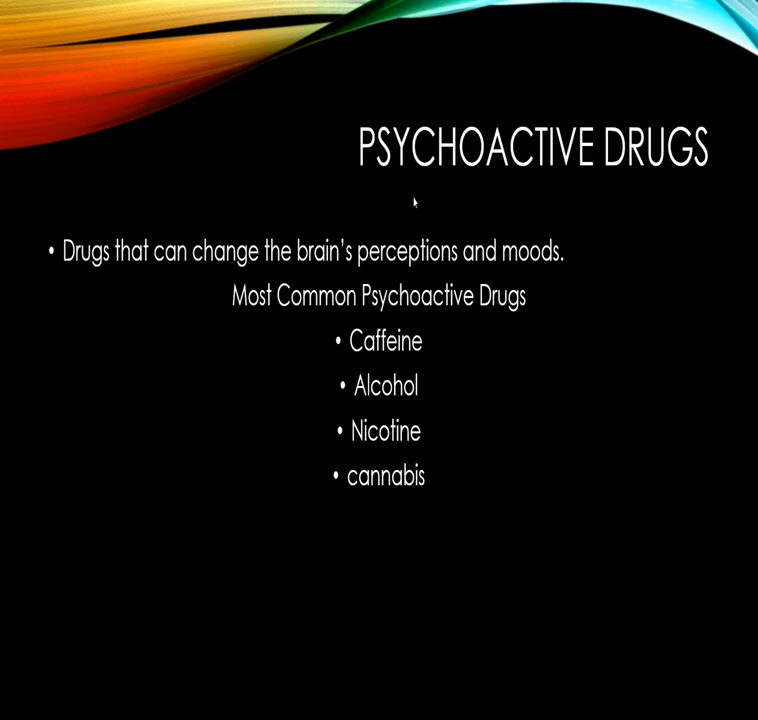 PSYCHOACTIVE DRUGS
• Drugs that can change the brain’s perceptions and moods.
Most Common Psychoactive Drugs
• Caffeine
• Alcohol
• Nicotine
• cannabis